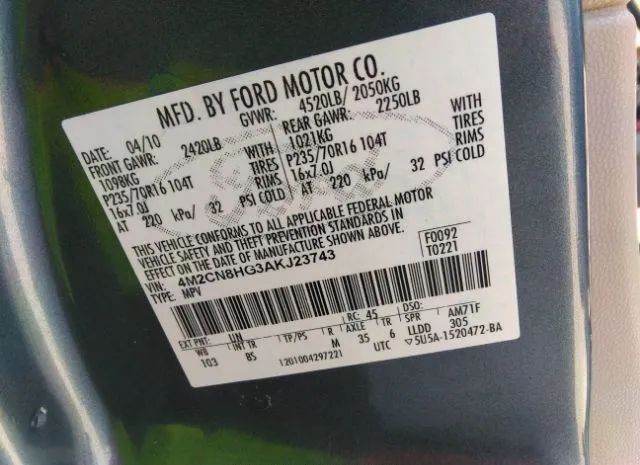 MFD. BY FORD MOTOR CO.
DATE: 04/10 GVWR: 4520LB/ 2050KG
FRONT GAWR: 2420LB REAR GAWR: 2250LB
1098KG WITH 1021KG WITH
P235/70R16 104T TIRES P235/70R16 104T TIRES
16x7.0J RIMS 16x7.0J RIMS
AT 220 kPa/ 32 PSI COLD AT 220 kPa/ 32 PSI COLD
THIS VEHICLE CONFORMS TO ALL APPLICABLE FEDERAL MOTOR
VEHICLE SAFETY AND THEFT PREVENTION STANDARDS IN
EFFECT ON THE DATE OF MANUFACTURE SHOWN ABOVE.
VIN: 4M2CN8HG3AKJ23743 F0092
TYPE: MPV T0221
EXT PNT: UN RC: 45 DSO:
WB INT TR TP/PS R AXLE TR SPR AM71F
103 BS M 35 6 LLDD 305
1201004297221 UTC ▽5U5A-1520472-BA